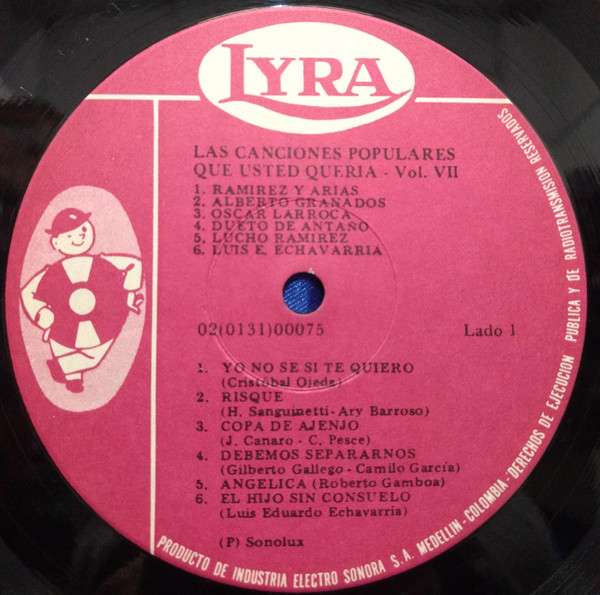 LYRA
LAS CANCIONES POPULARES
QUE USTED QUERIA - Vol. VII
1. RAMIREZ Y ARIAS
2. ALBERTO GRANADOS
3. OSCAR LARROCA
4. DUETO DE ANTAÑO
5. LUCHO RAMIREZ
6. LUIS E. ECHAVARRIA
02(0131)00075
Lado 1
1. YO NO SE SI TE QUIERO
(Cristóbal Ojeda)
2. RISQUE
(H. Sanguinetti-Ary Barroso)
3. COPA DE AJENJO
(J. Canaro - C. Pesce)
4. DEBEMOS SEPARARNOS
(Gilberto Gallego - Camilo García)
5. ANGELICA (Roberto Gamboa)
6. EL HIJO SIN CONSUELO
(Luis Eduardo Echavarría)
(P) Sonolux
PRODUCTO DE INDUSTRIA ELECTRO SONORA S.A. MEDELLIN-COLOMBIA-DERECHOS DE EJECUCION PUBLICA Y DE RADIOTRANSMISION RESERVADOS